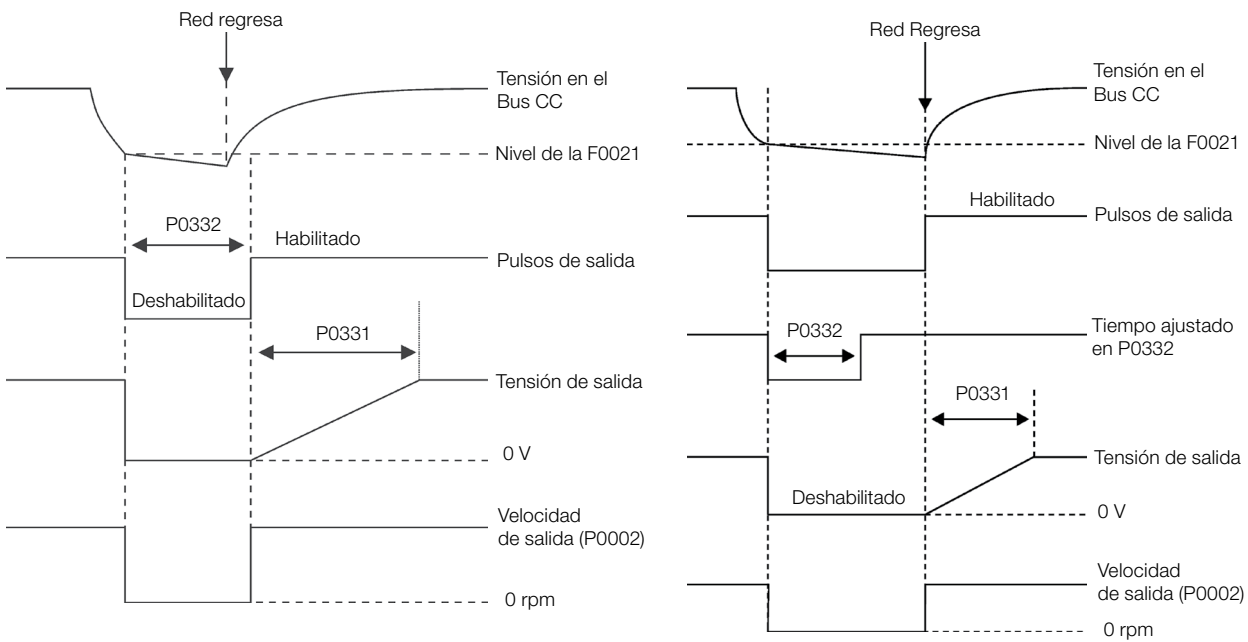 Red regresa
Tensión en el
Bus CC
Nivel de la F0021
P0332
Habilitado
Pulsos de salida
Deshabilitado
P0331
Tensión de salida
0 V
Velocidad
de salida (P0002)
0 rpm
Red Regresa
Tensión en el
Bus CC
Nivel de la F0021
Habilitado
Pulsos de salida
P0332
Tiempo ajustado
en P0332
P0331
Tensión de salida
Deshabilitado
0 V
Velocidad
de salida (P0002)
0 rpm